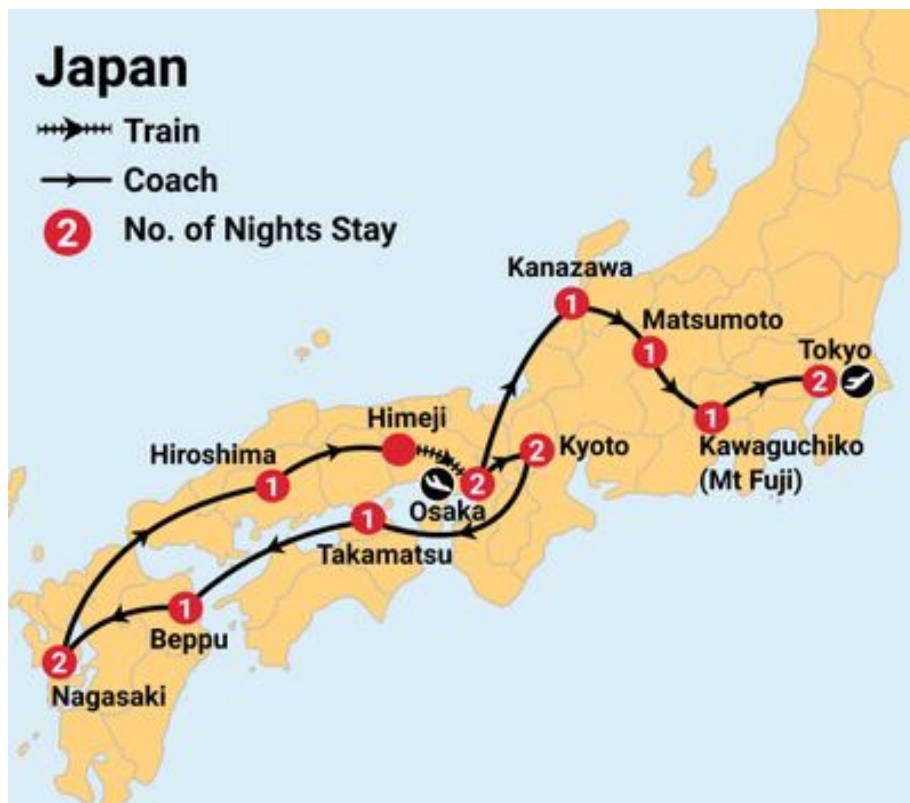 Japan
Train
Coach
2 No. of Nights Stay
Kanazawa
1
Matsumoto
1
Tokyo
2
1
Kawaguchiko
(Mt Fuji)
Himeji
Hiroshima
1
2
Kyoto
2
Osaka
1
Takamatsu
1
Beppu
2
Nagasaki